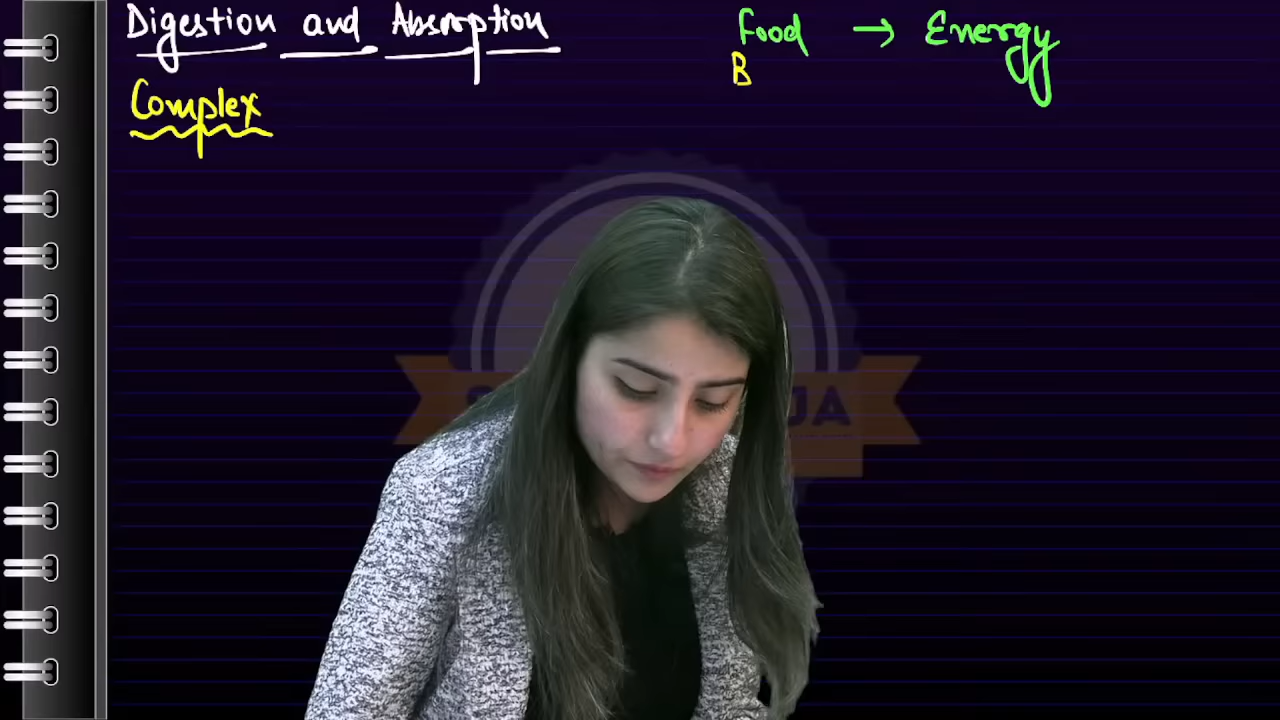 Digestion and Absorption
Food → Energy
B
Complex